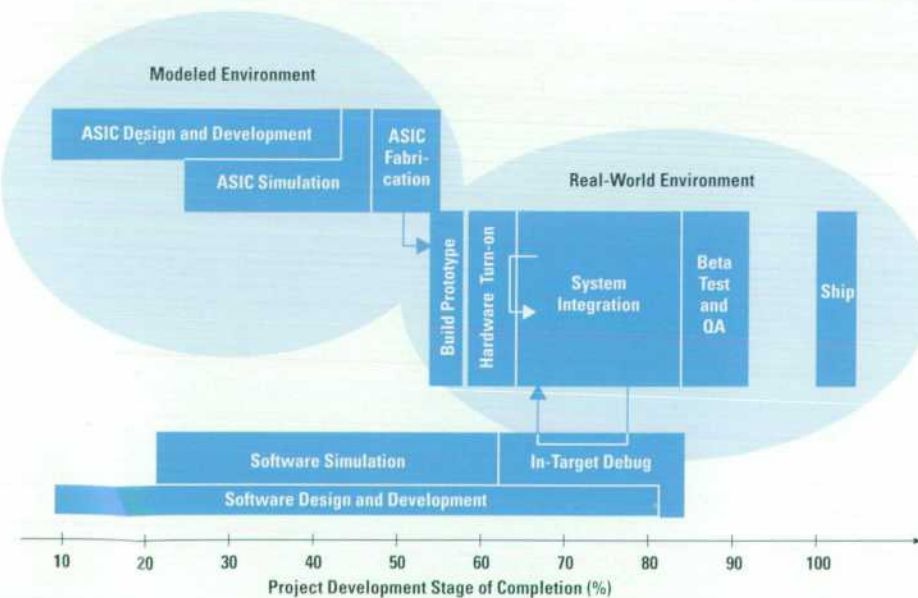 Modeled Environment
ASIC Design and Development
ASIC Simulation
ASIC
Fabri-
cation
Real-World Environment
Build Prototype
Hardware Turn-on
System
Integration
Beta
Test
and
QA
Ship
Software Simulation
In-Target Debug
Software Design and Development
10 20 30 40 50 60 70 80 90 100
Project Development Stage of Completion (%)